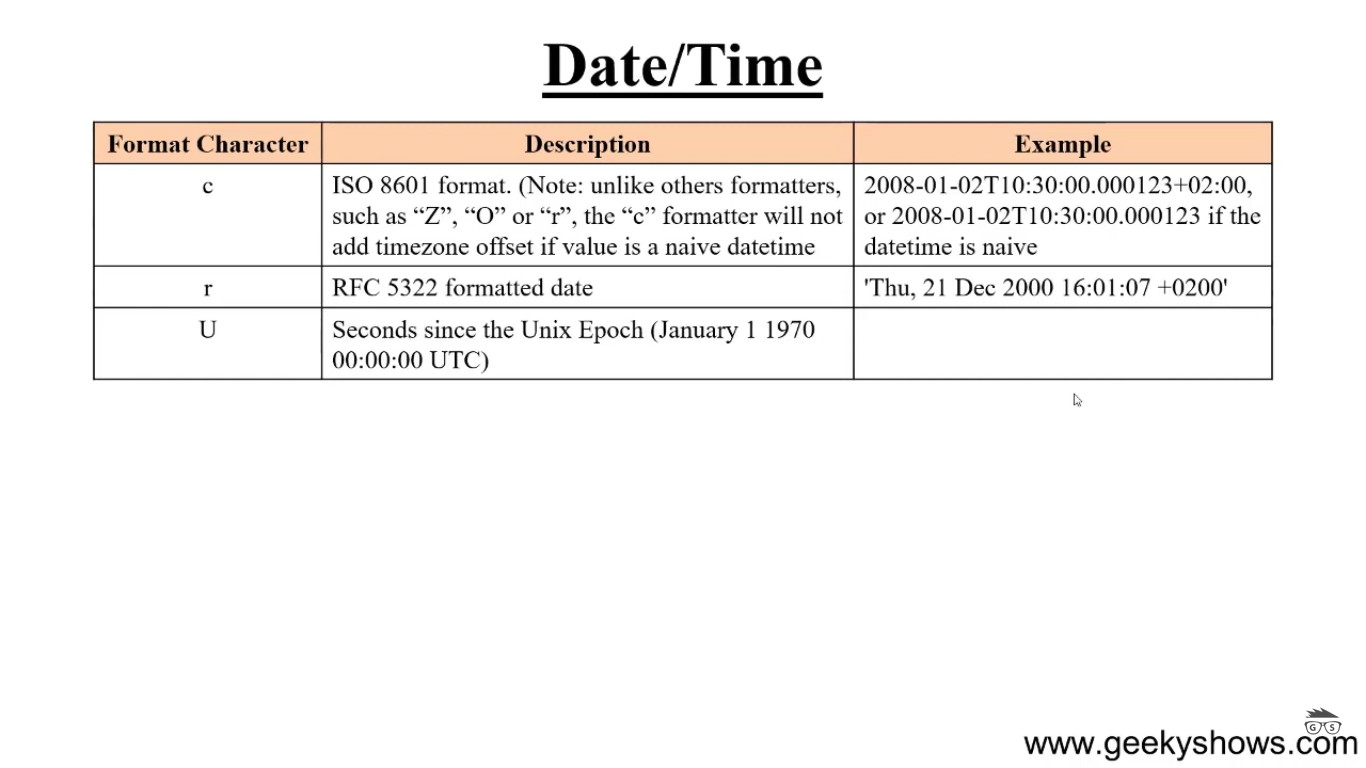 Date/Time
Format Character Description Example
c
ISO 8601 format. (Note: unlike others formatters,
such as “Z”, “O” or “r”, the “c” formatter will not
add timezone offset if value is a naive datetime
2008-01-02T10:30:00.000123+02:00,
or 2008-01-02T10:30:00.000123 if the
datetime is naive
r
RFC 5322 formatted date
'Thu, 21 Dec 2000 16:01:07 +0200'
U
Seconds since the Unix Epoch (January 1 1970
00:00:00 UTC)
G S
www.geekyshows.com